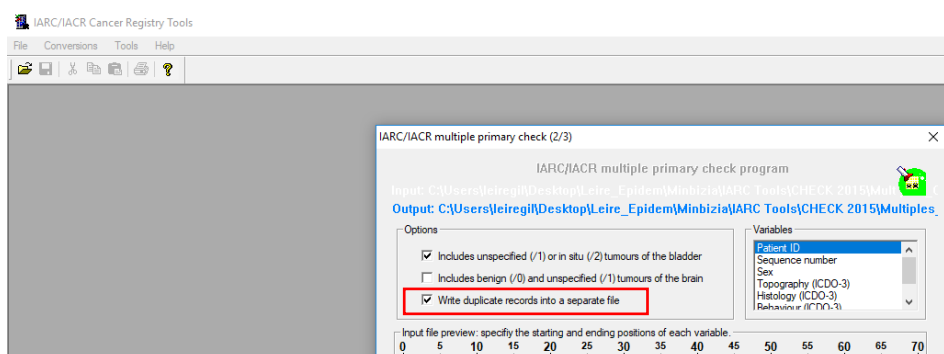 IARC/IACR Cancer Registry Tools
File Conversions Tools Help
IARC/IACR multiple primary check (2/3)
IARC/IACR multiple primary check program
Input: C:\Users\leiregil\Desktop\Leire_Epidem\Minbizia\IARC Tools\CHECK 2015\Mult
Output: C:\Users\leiregil\Desktop\Leire_Epidem\Minbizia\IARC Tools\CHECK 2015\Multiples_
Options
Includes unspecified (/1) or in situ (/2) tumours of the bladder
Includes benign (/0) and unspecified (/1) tumours of the brain
Write duplicate records into a separate file
Variables
Patient ID
Sequence number
Sex
Topography (ICDO-3)
Histology (ICDO-3)
Behaviour (ICDO-3)
Input file preview: specifiy the starting and ending positions of each variable.
0 5 10 15 20 25 30 35 40 45 50 55 60 65 70